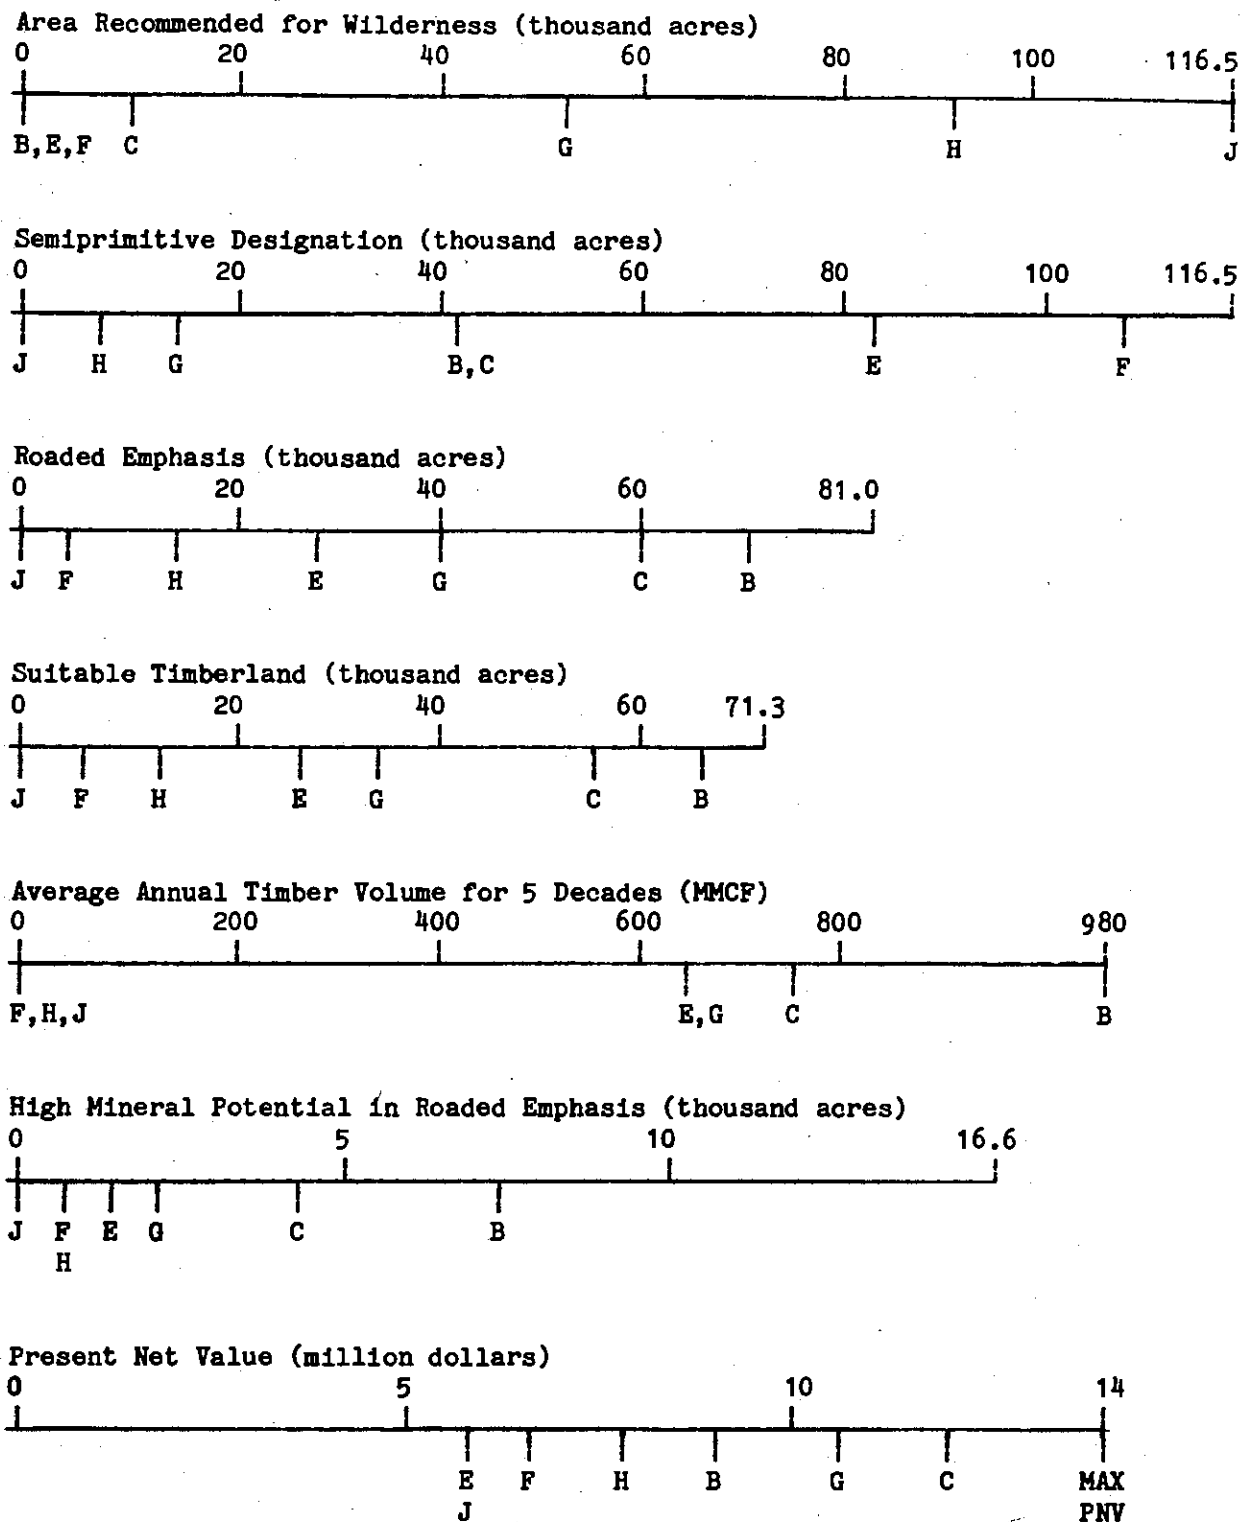 Area Recommended for Wilderness (thousand acres)
0 20 40 60 80 100 116.5
B,E,F C G H J
Semiprimitive Designation (thousand acres)
0 20 40 60 80 100 116.5
J H G B,C E F
Roaded Emphasis (thousand acres)
0 20 40 60 81.0
J F H E G C B
Suitable Timberland (thousand acres)
0 20 40 60 71.3
J F H E G C B
Average Annual Timber Volume for 5 Decades (MMCF)
0 200 400 600 800 980
F,H,J E,G C B
High Mineral Potential in Roaded Emphasis (thousand acres)
0 5 10 16.6
J F E G C B
H
Present Net Value (million dollars)
0 5 10 14
E F H B G C MAX
J PNV